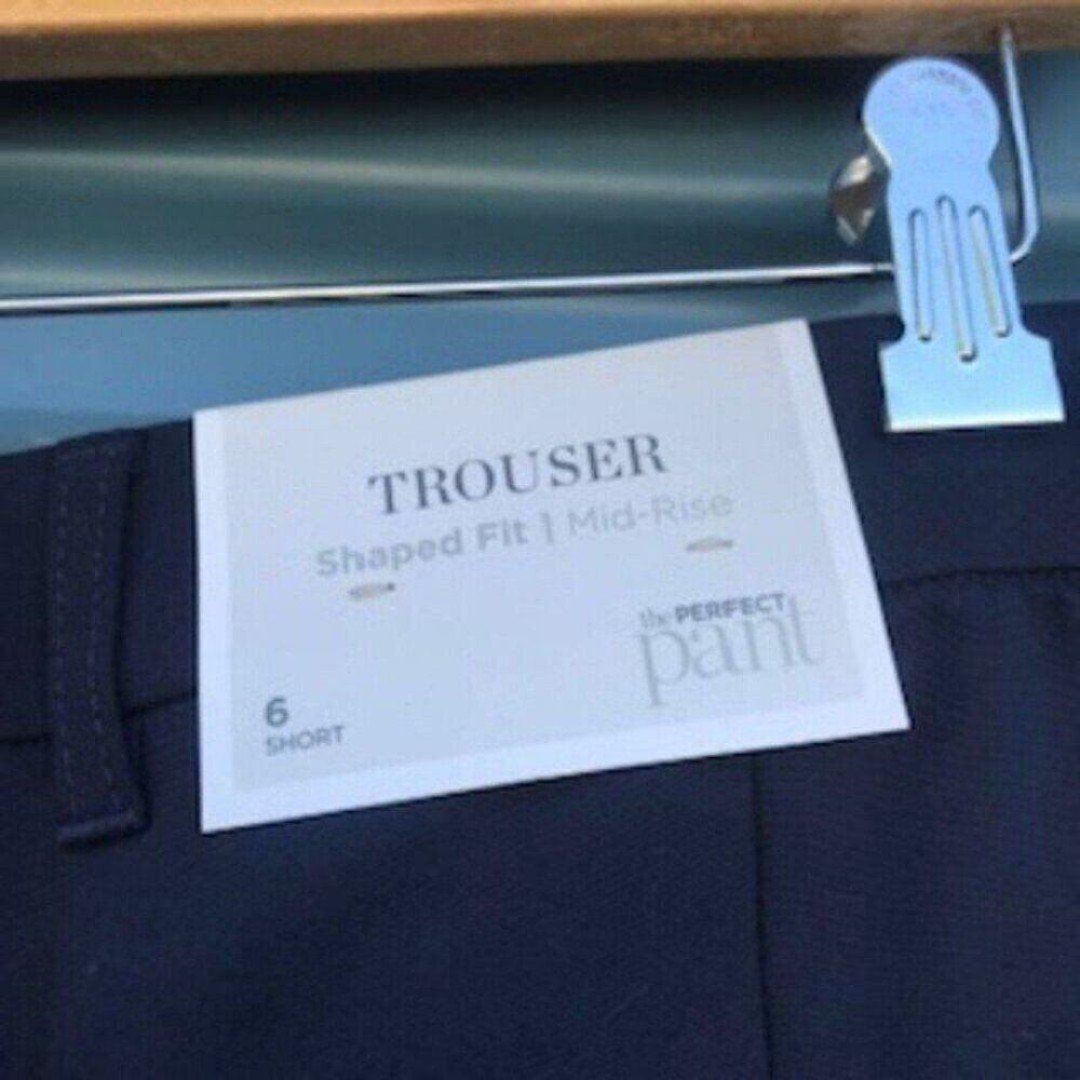 TROUSER
Shaped Fit | Mid-Rise
the PERFECT
pant
6
SHORT